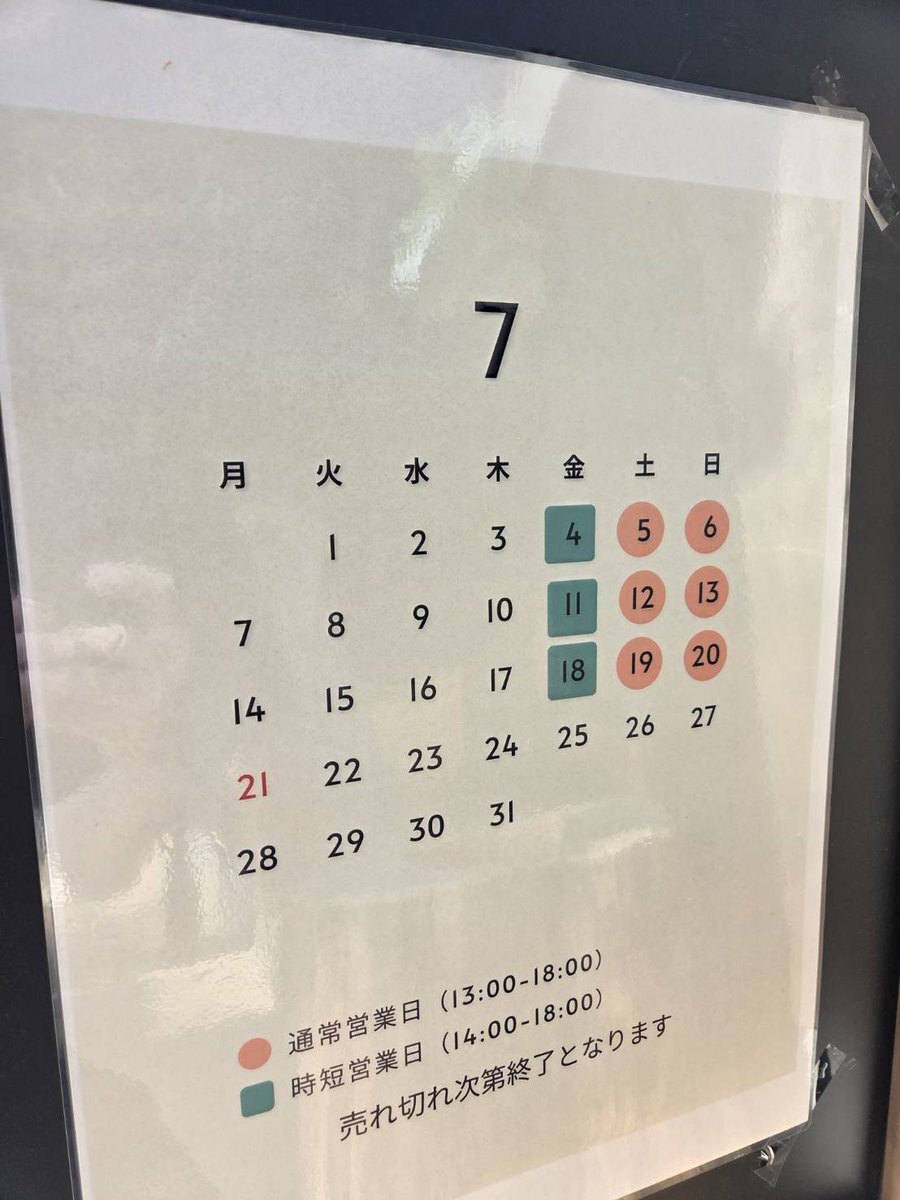 7
月 火 水 木 金 土 日
1 2 3 4 5 6
7 8 9 10 11 12 13
14 15 16 17 18 19 20
21 22 23 24 25 26 27
28 29 30 31
通常営業日（13:00-18:00）
時短営業日（14:00-18:00）
売れ切れ次第終了となります